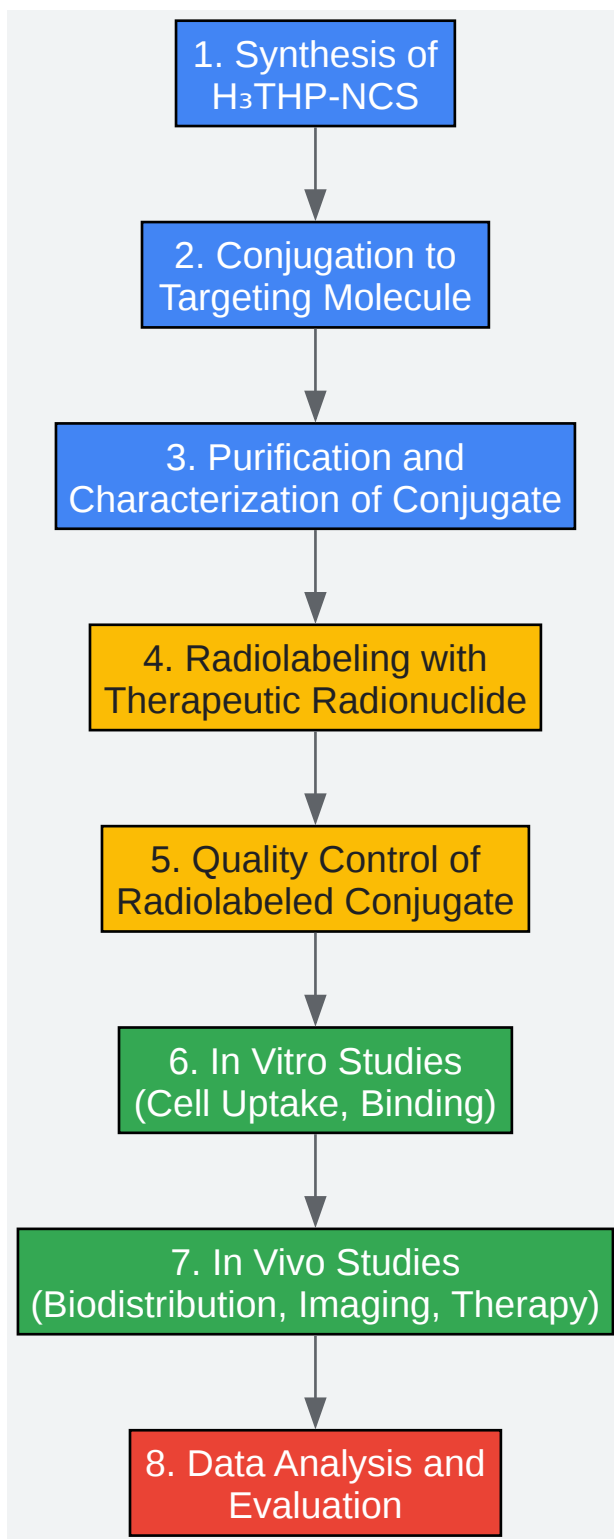 1. Synthesis of
H₃THP-NCS
2. Conjugation to
Targeting Molecule
3. Purification and
Characterization of Conjugate
4. Radiolabeling with
Therapeutic Radionuclide
5. Quality Control of
Radiolabeled Conjugate
6. In Vitro Studies
(Cell Uptake, Binding)
7. In Vivo Studies
(Biodistribution, Imaging, Therapy)
8. Data Analysis and
Evaluation